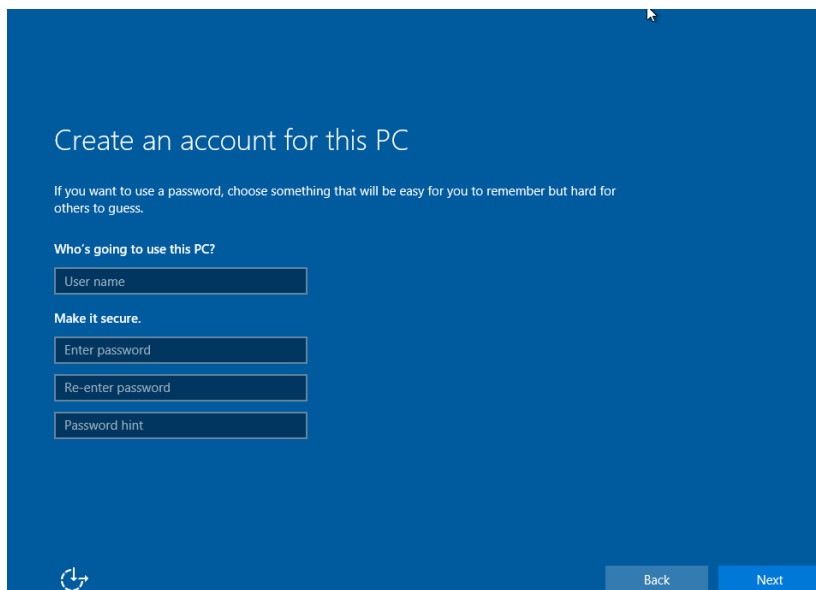 Create an account for this PC
If you want to use a password, choose something that will be easy for you to remember but hard for
others to guess.
Who's going to use this PC?
User name
Make it secure.
Enter password
Re-enter password
Password hint
Back Next